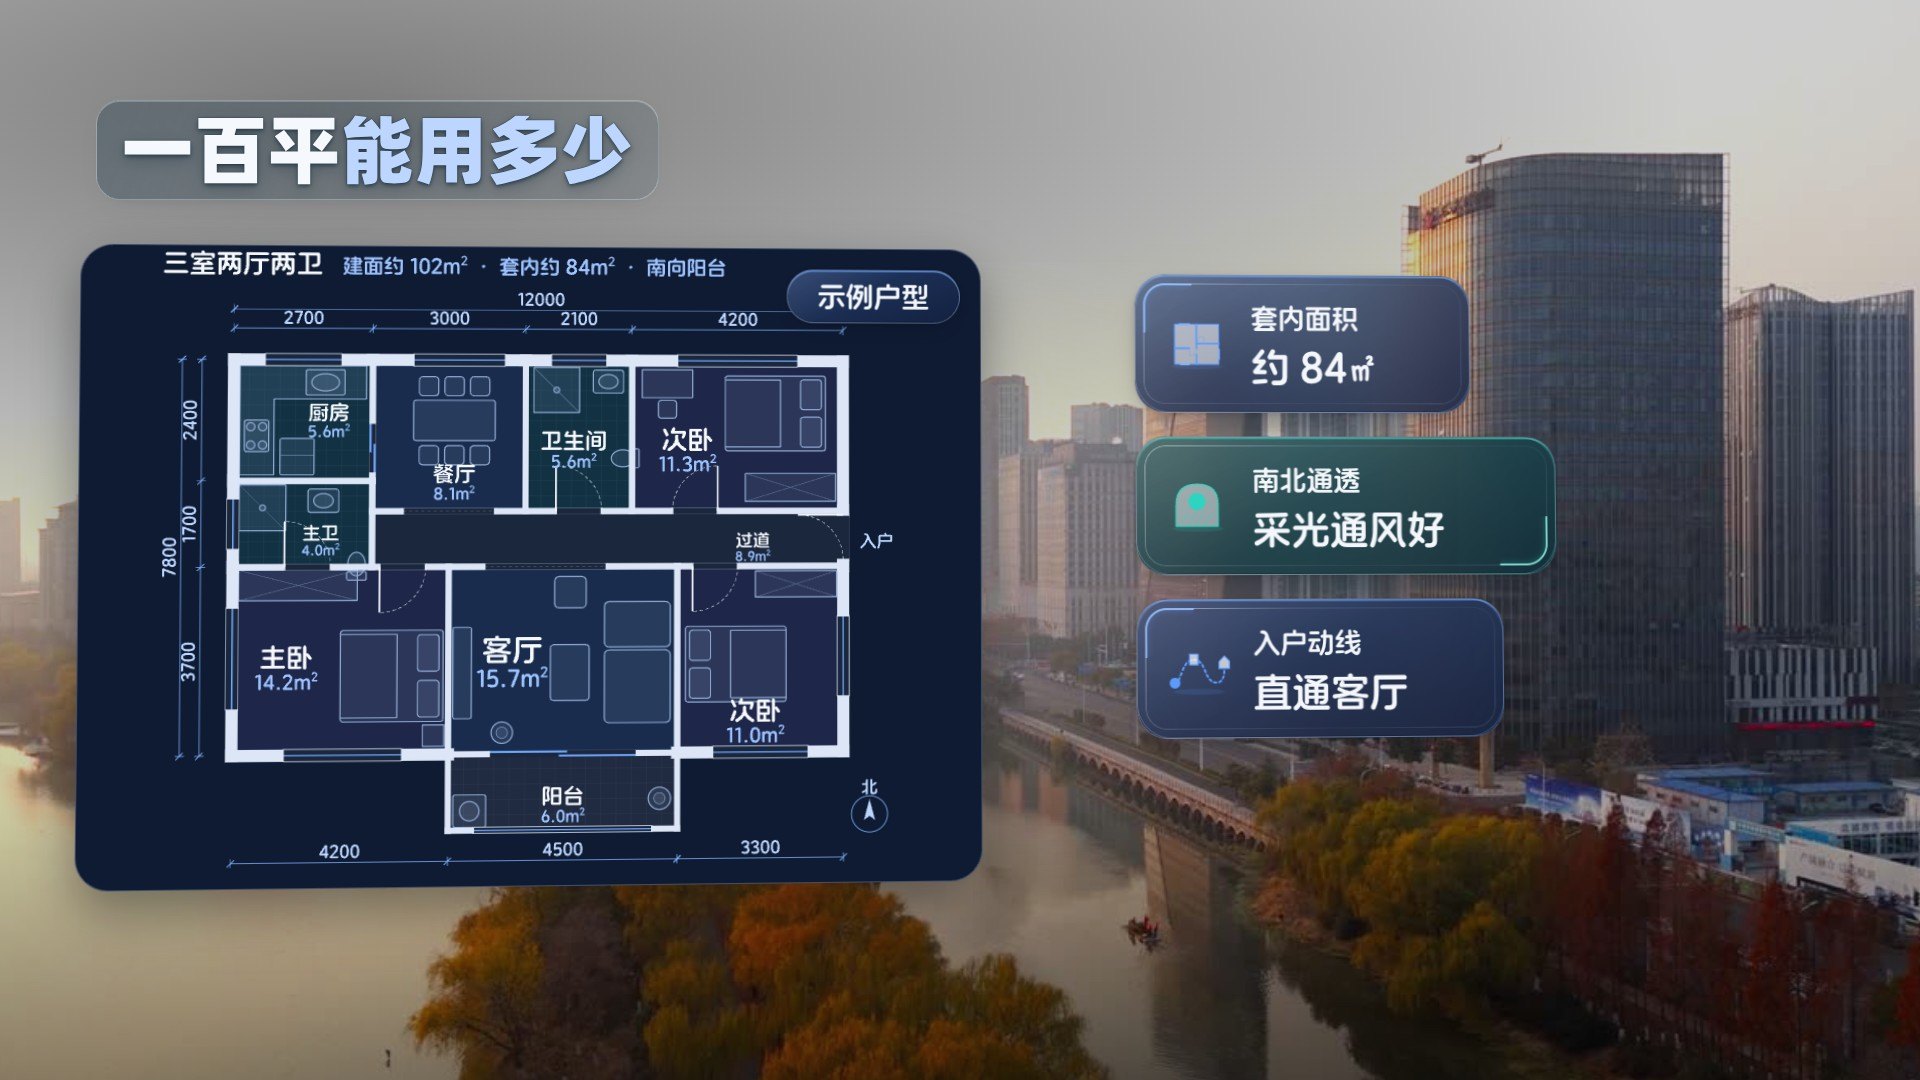 一百平能用多少
三室两厅两卫 建面约 102m² · 套内约 84m² · 南向阳台
示例户型
12000
2700 3000 2100 4200
7800
2400
1700
3700
厨房
5.6m²
餐厅
8.1m²
卫生间
5.6m²
次卧
11.3m²
主卫
4.0m²
过道
8.9m²
入户
主卧
14.2m²
客厅
15.7m²
次卧
11.0m²
阳台
6.0m²
北
4200 4500 3300
套内面积
约 84㎡
南北通透
采光通风好
入户动线
直通客厅